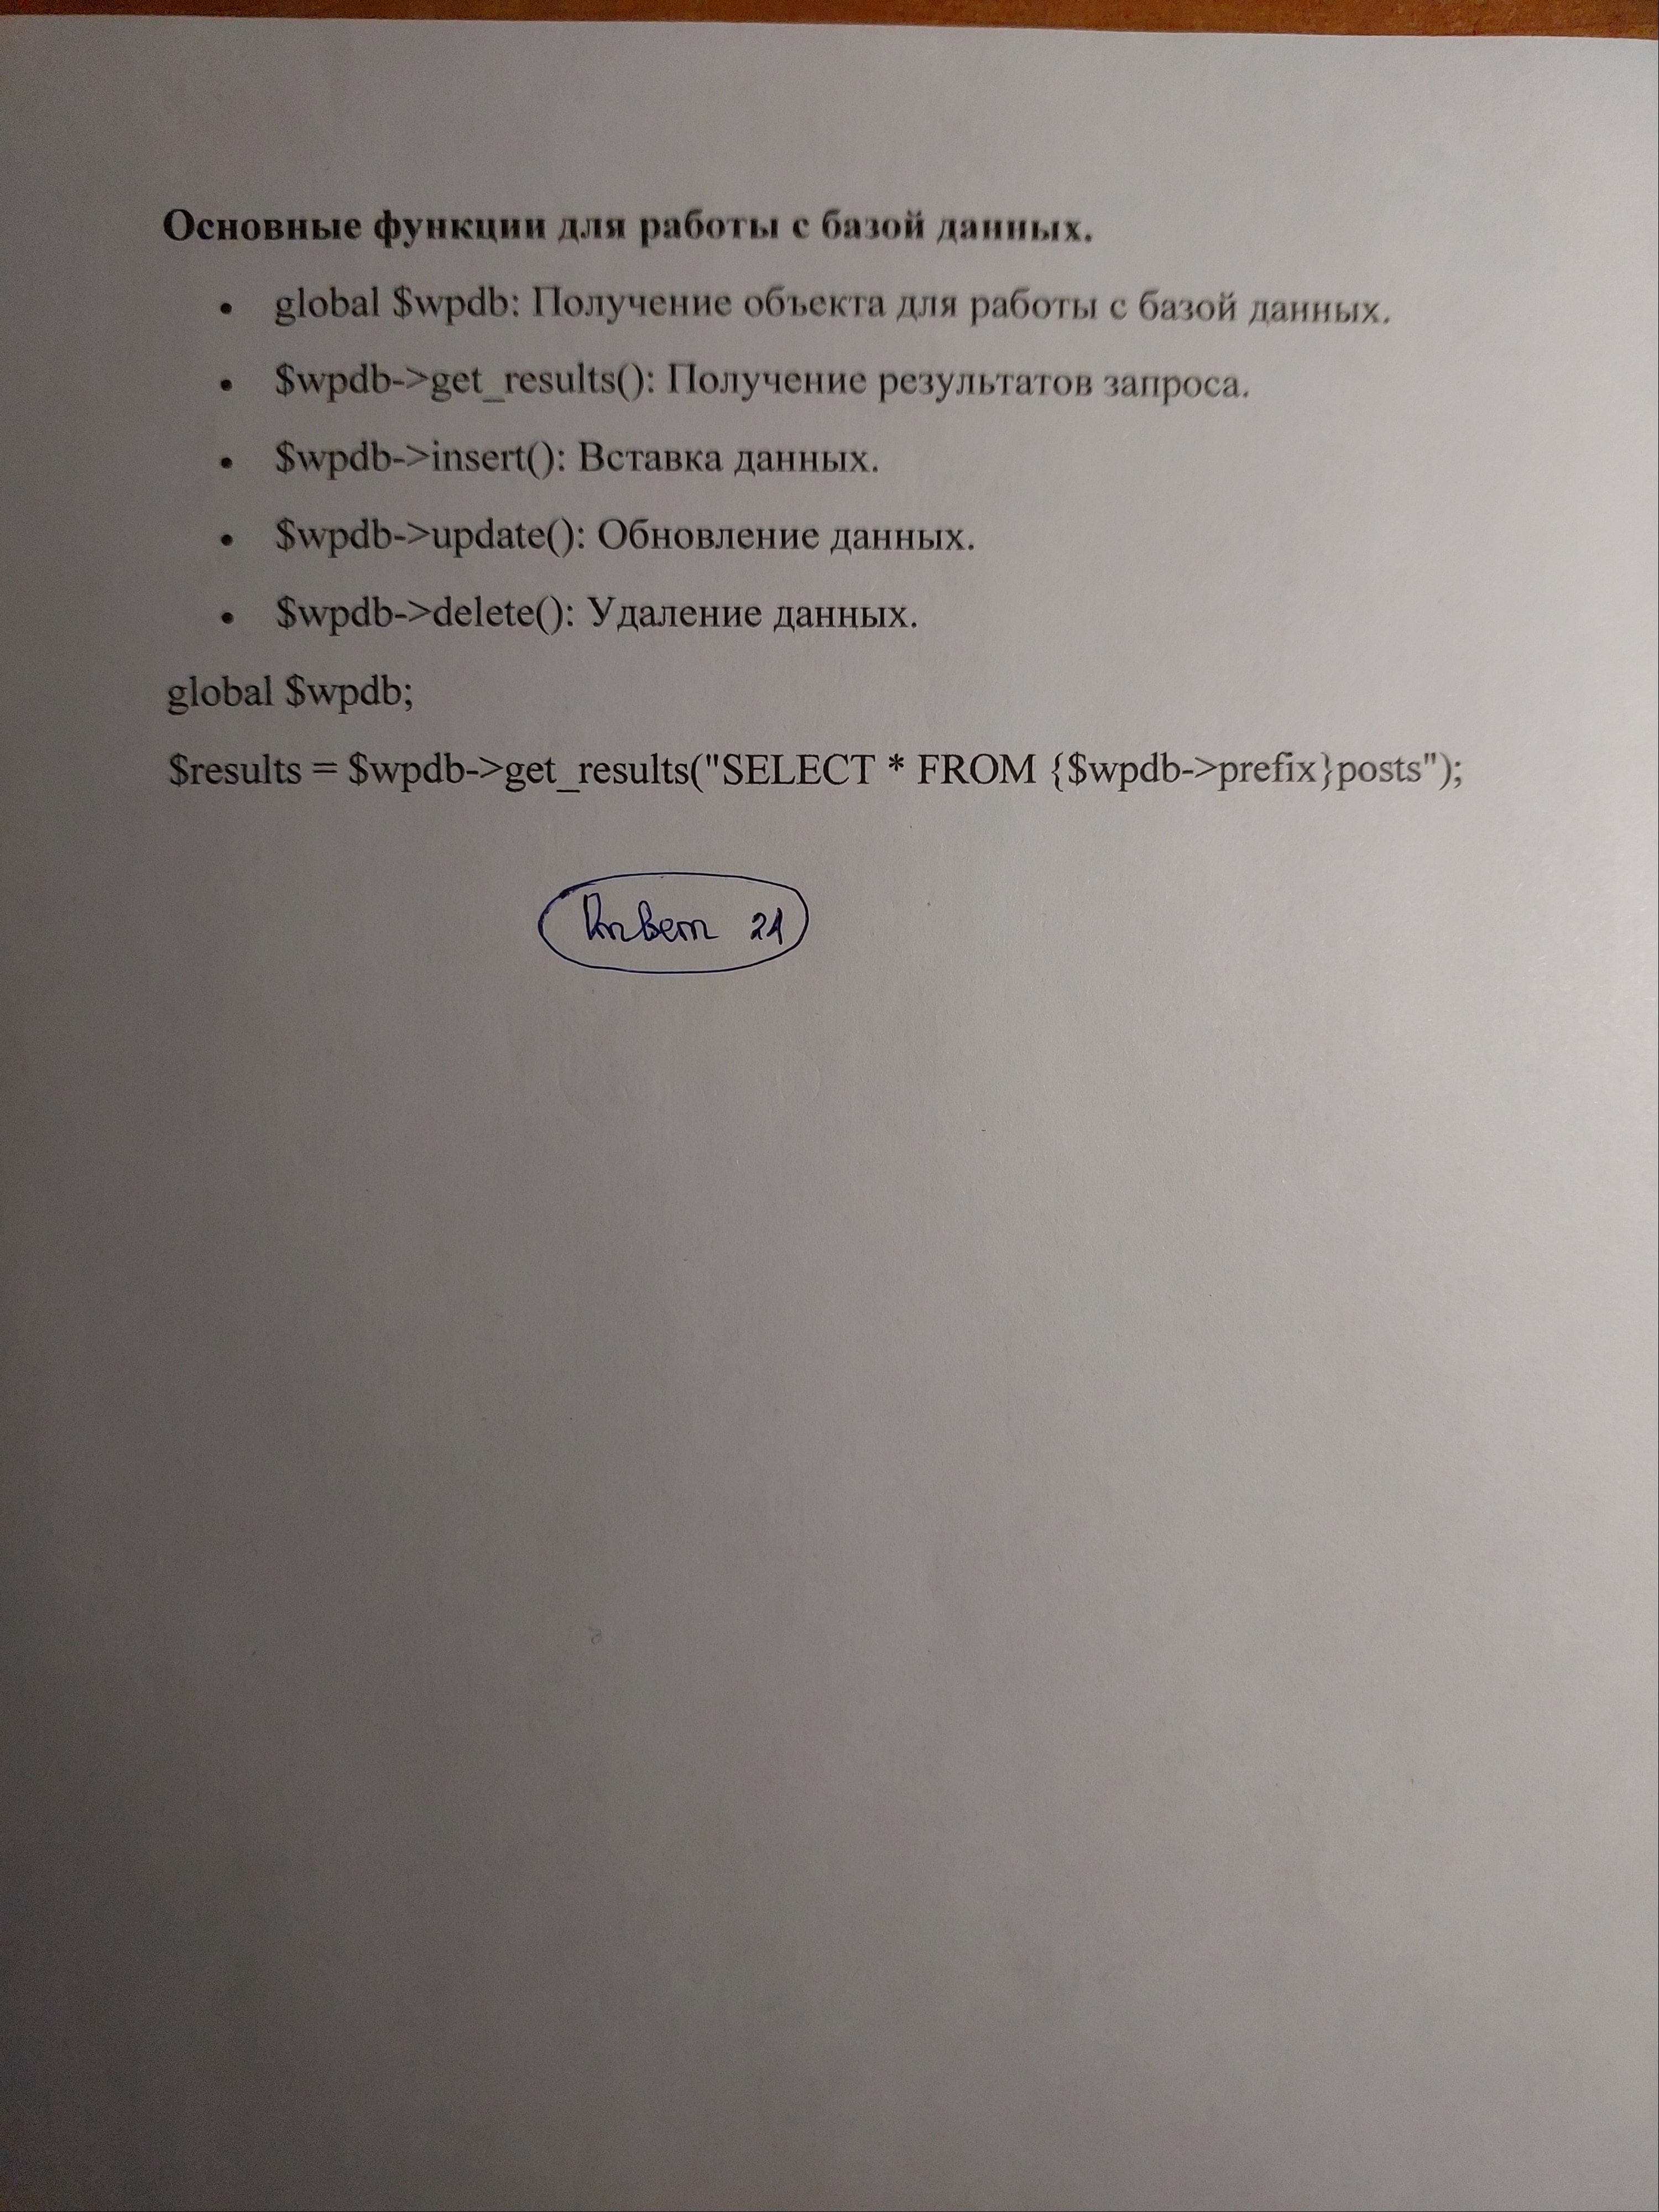 Основные функции для работы с базой данных.
• global $wpdb: Получение объекта для работы с базой данных.
• $wpdb->get_results(): Получение результатов запроса.
• $wpdb->insert(): Вставка данных.
• $wpdb->update(): Обновление данных.
• $wpdb->delete(): Удаление данных.
global $wpdb;
$results = $wpdb->get_results("SELECT * FROM {$wpdb->prefix}posts");
Ответ 21